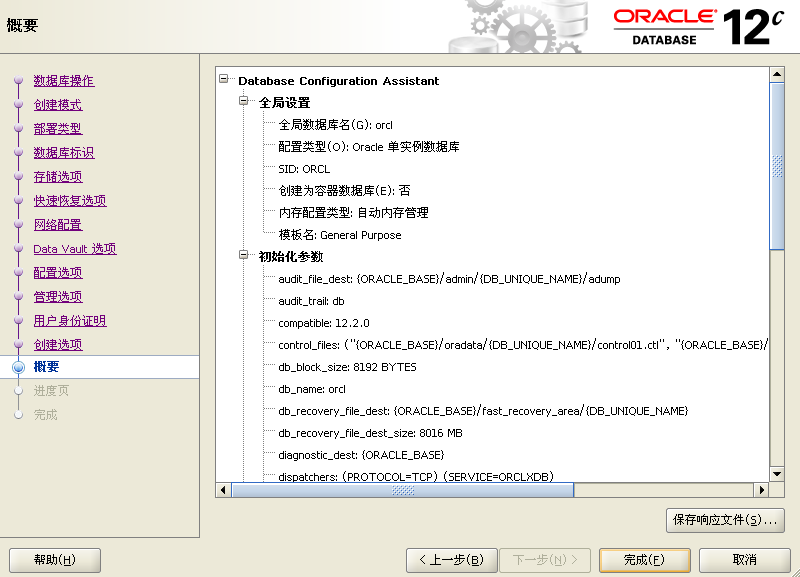 概要
ORACLE®
DATABASE
12c
数据库操作
创建模式
部署类型
数据库标识
存储选项
快速恢复选项
网络配置
Data Vault 选项
配置选项
管理选项
用户身份证明
创建选项
概要
进度页
完成
Database Configuration Assistant
全局设置
全局数据库名(G): orcl
配置类型(O): Oracle 单实例数据库
SID: ORCL
创建为容器数据库(E): 否
内存配置类型: 自动内存管理
模板名: General Purpose
初始化参数
audit_file_dest: {ORACLE_BASE}/admin/{DB_UNIQUE_NAME}/adump
audit_trail: db
compatible: 12.2.0
control_files: ("{ORACLE_BASE}/oradata/{DB_UNIQUE_NAME}/control01.ctl", "{ORACLE_BASE}/
db_block_size: 8192 BYTES
db_name: orcl
db_recovery_file_dest: {ORACLE_BASE}/fast_recovery_area/{DB_UNIQUE_NAME}
db_recovery_file_dest_size: 8016 MB
diagnostic_dest: {ORACLE_BASE}
dispatchers: (PROTOCOL=TCP) (SERVICE=ORCLXDB)
保存响应文件(S)...
帮助(H)
< 上一步(B)
下一步(N) >
完成(F)
取消